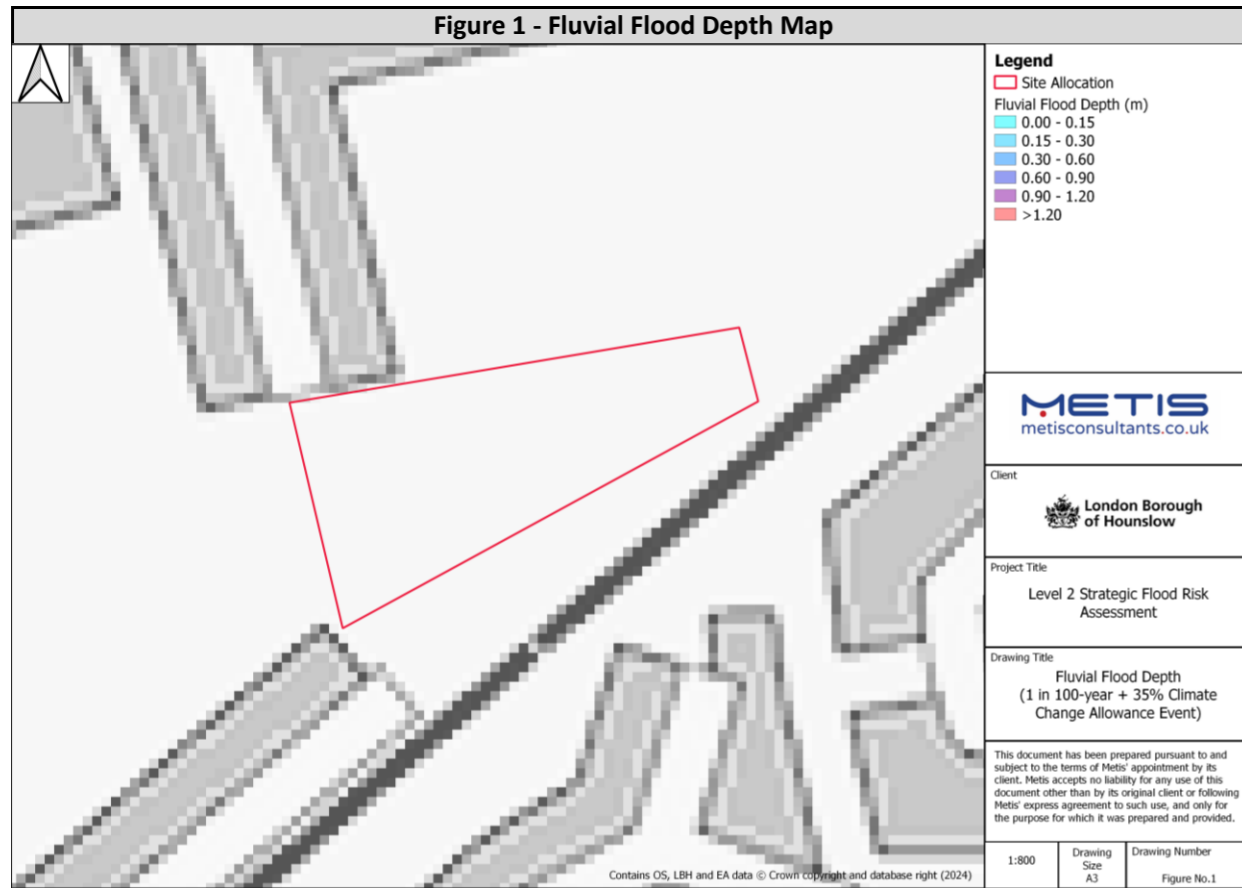 Figure 1 - Fluvial Flood Depth Map
Legend
Site Allocation
Fluvial Flood Depth (m)
0.00 - 0.15
0.15 - 0.30
0.30 - 0.60
0.60 - 0.90
0.90 - 1.20
>1.20
METIS
metisconsultants.co.uk
Client
London Borough
of Hounslow
Project Title
Level 2 Strategic Flood Risk
Assessment
Drawing Title
Fluvial Flood Depth
(1 in 100-year + 35% Climate
Change Allowance Event)
This document has been prepared pursuant to and
subject to the terms of Metis' appointment by its
client. Metis accepts no liability for any use of this
document other than by its original client or following
Metis' express agreement to such use, and only for
the purpose for which it was prepared and provided.
1:800
Drawing
Size
A3
Drawing Number
Figure No.1
Contains OS, LBH and EA data © Crown copyright and database right (2024)